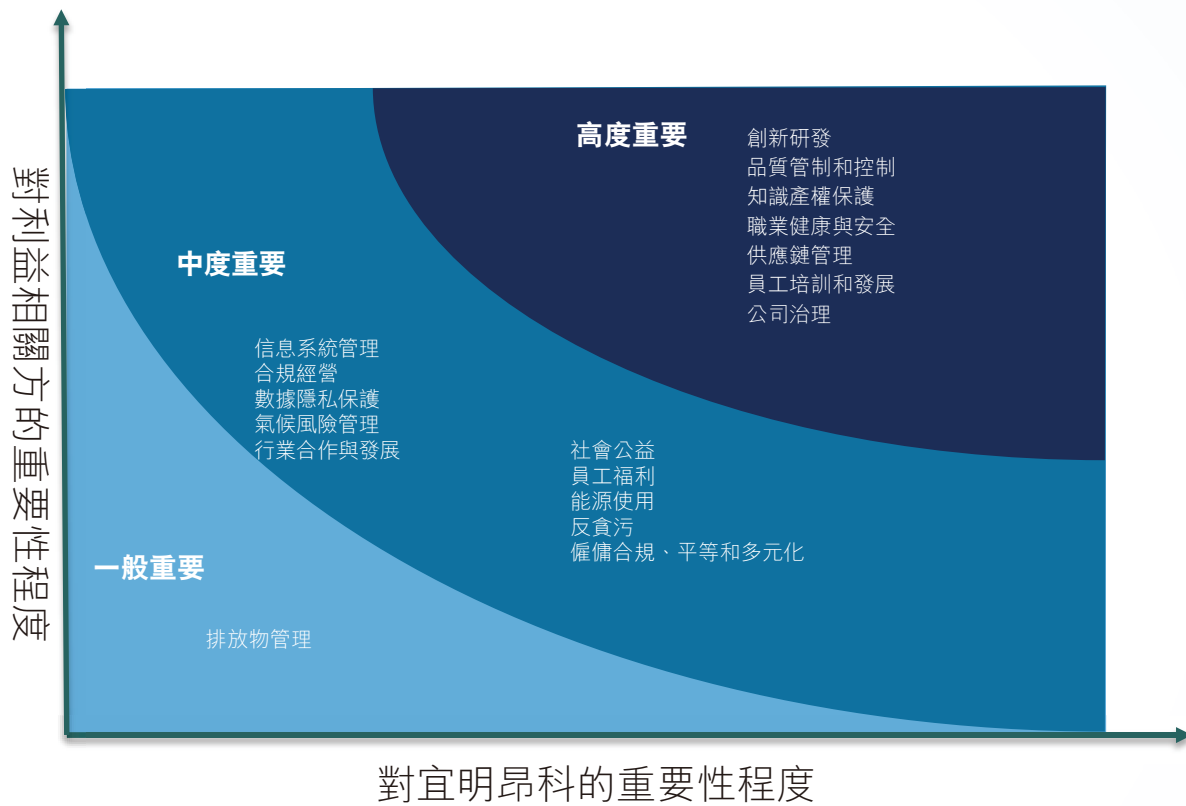 對利益相關方的重要性程度
高度重要
創新研發
品質管制和控制
知識產權保護
職業健康與安全
供應鏈管理
員工培訓和發展
公司治理
中度重要
信息系統管理
合規經營
數據隱私保護
氣候風險管理
行業合作與發展
社會公益
員工福利
能源使用
反貪污
僱傭合規、平等和多元化
一般重要
排放物管理
對宜明昂科的重要性程度